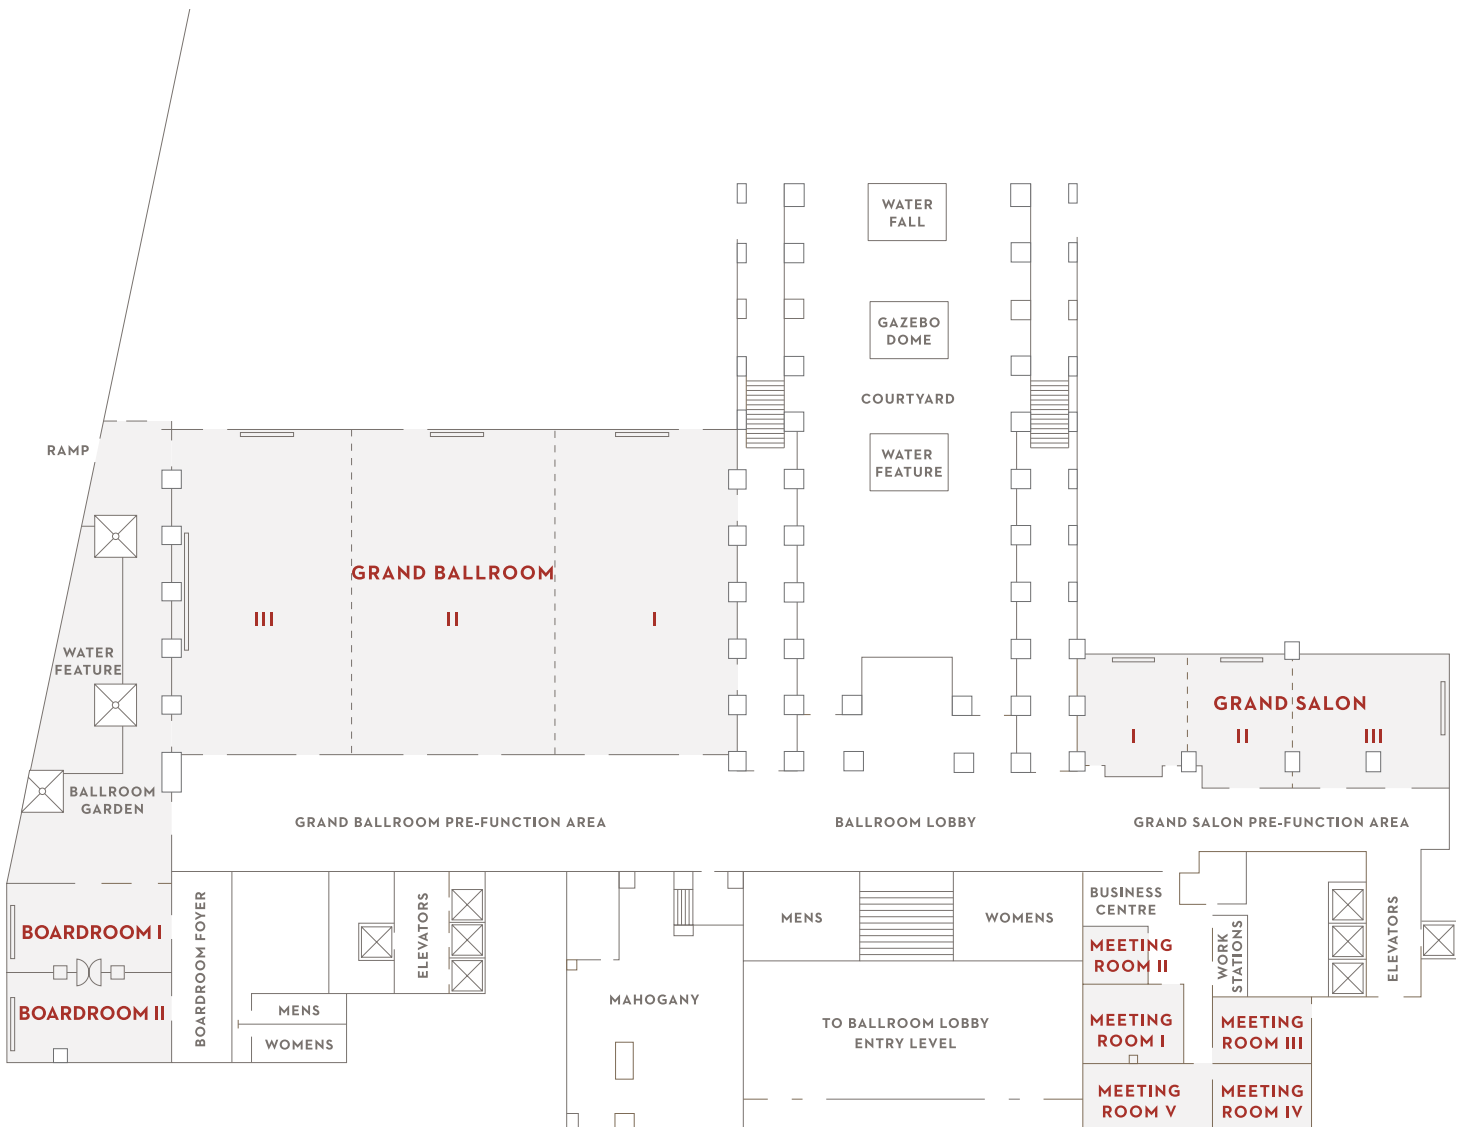 WATER
FALL
GAZEBO
DOME
COURTYARD
WATER
FEATURE
RAMP
GRAND BALLROOM
III
II
I
WATER
FEATURE
BALLROOM
GARDEN
GRAND SALON
I
II
III
GRAND BALLROOM PRE-FUNCTION AREA
BALLROOM LOBBY
GRAND SALON PRE-FUNCTION AREA
BOARDROOM I
BOARDROOM II
BOARDROOM FOYER
MENS
WOMENS
ELEVATORS
MAHOGANY
MENS
WOMENS
TO BALLROOM LOBBY
ENTRY LEVEL
BUSINESS
CENTRE
MEETING
ROOM II
WORK
STATIONS
ELEVATORS
MEETING
ROOM I
MEETING
ROOM III
MEETING
ROOM V
MEETING
ROOM IV